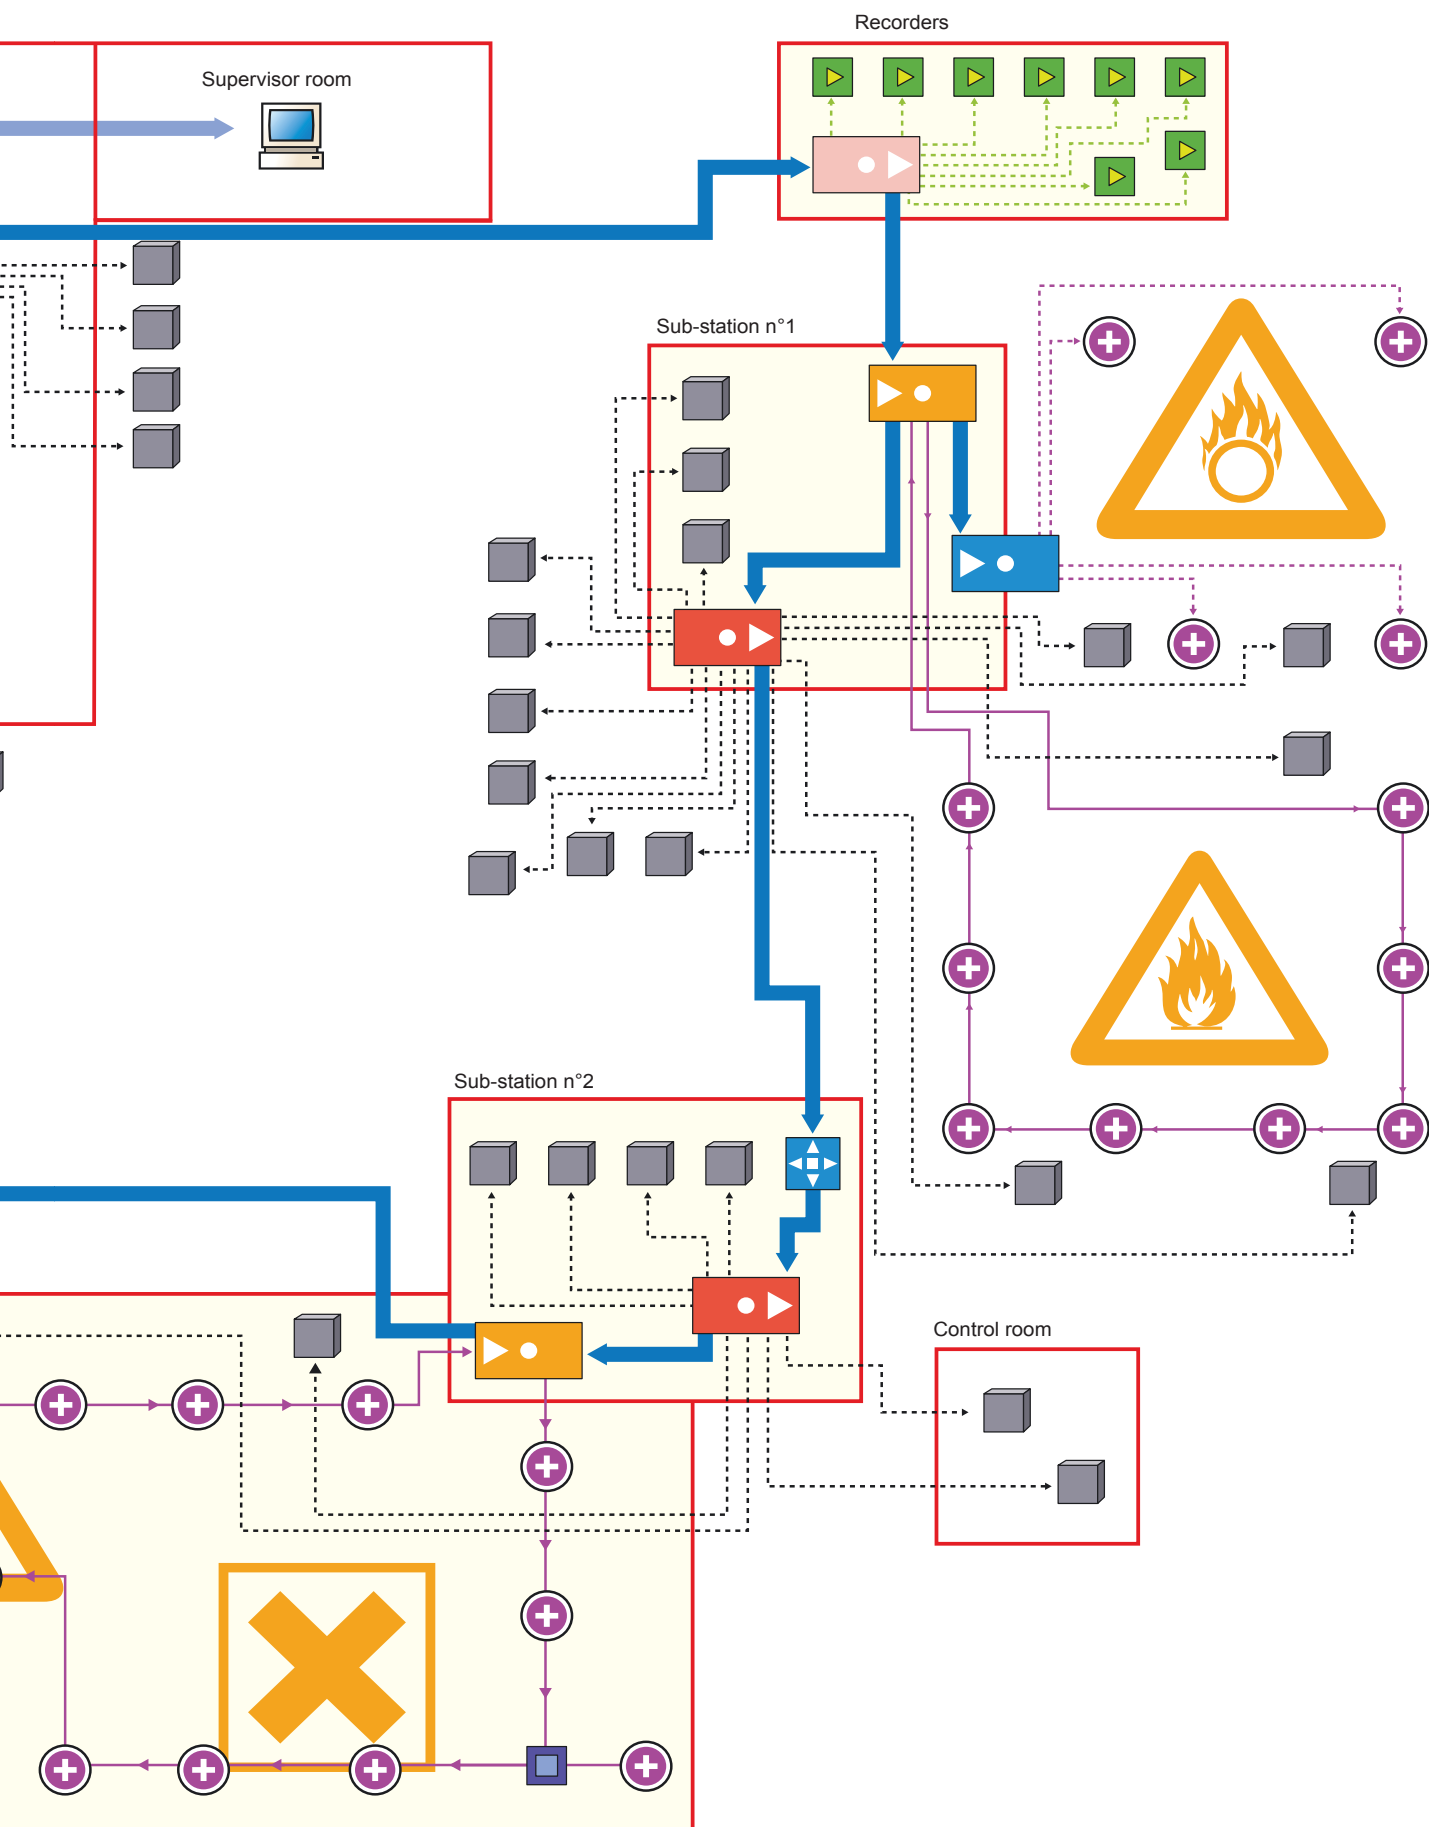 Recorders
Supervisor room
Sub-station n°1
Sub-station n°2
Control room